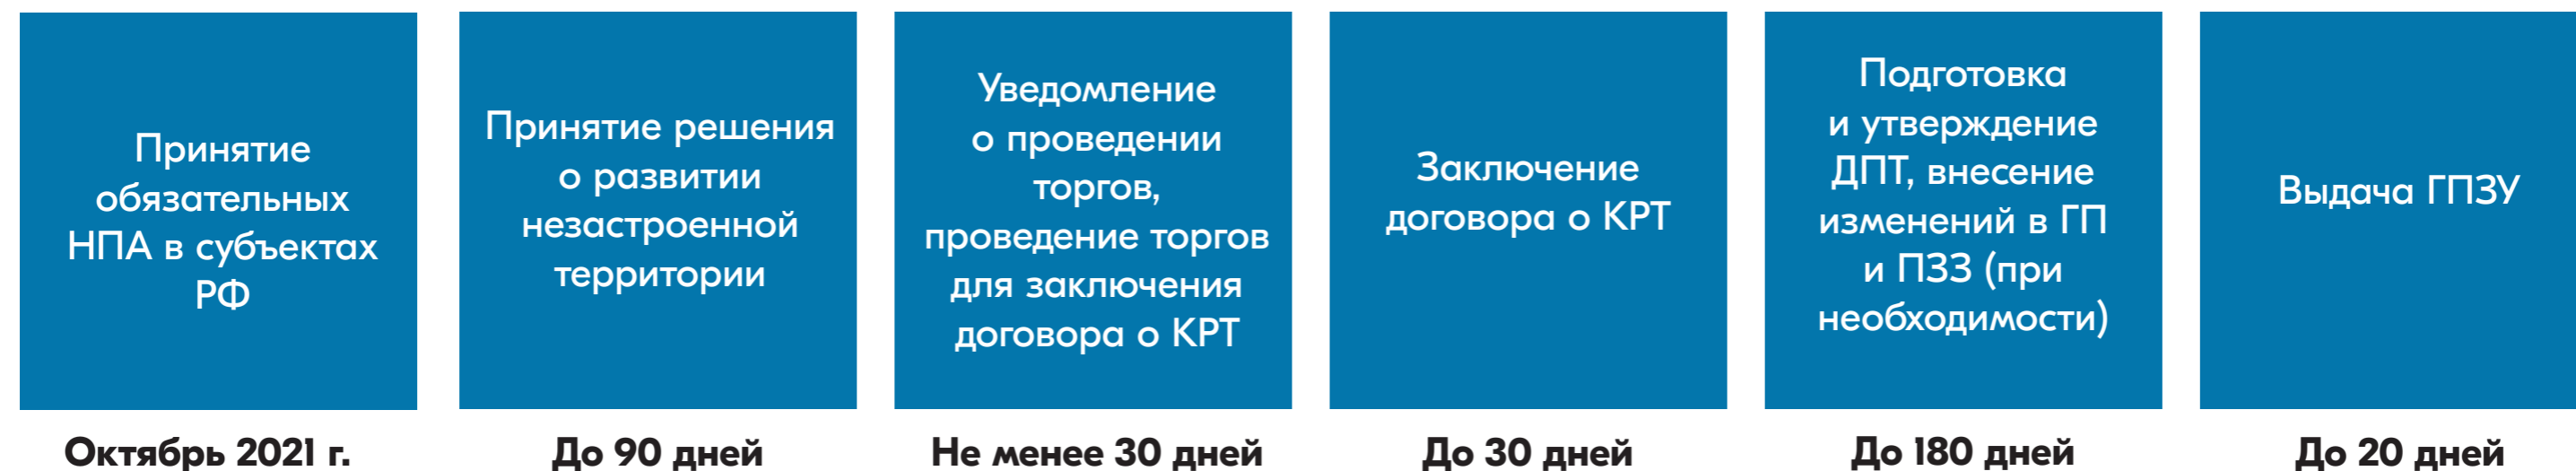 Принятие
обязательных
НПА в субъектах
РФ
Октябрь 2021 г.
Принятие решения
о развитии
незастроенной
территории
До 90 дней
Уведомление
о проведении
торгов,
проведение торгов
для заключения
договора о КРТ
Не менее 30 дней
Заключение
договора о КРТ
До 30 дней
Подготовка
и утверждение
ДПТ, внесение
изменений в ГП
и ПЗЗ (при
необходимости)
До 180 дней
Выдача ГПЗУ
До 20 дней